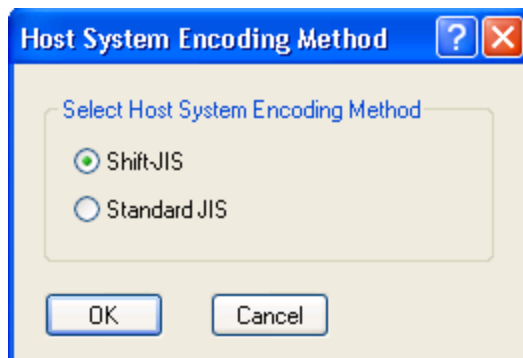 Host System Encoding Method ?
Select Host System Encoding Method
Shift-JIS
Standard JIS
OK Cancel